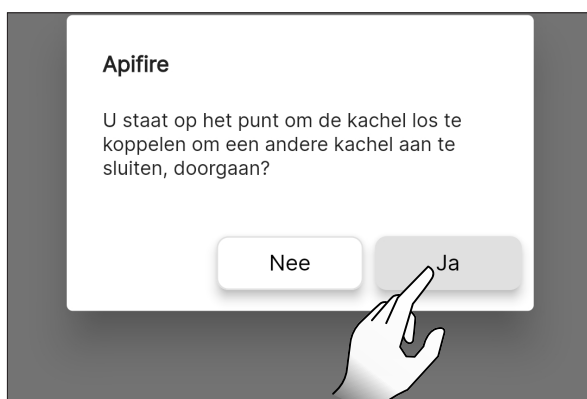 Apifire
U staat op het punt om de kachel los te
koppelen om een andere kachel aan te
sluiten, doorgaan?
Nee
Ja